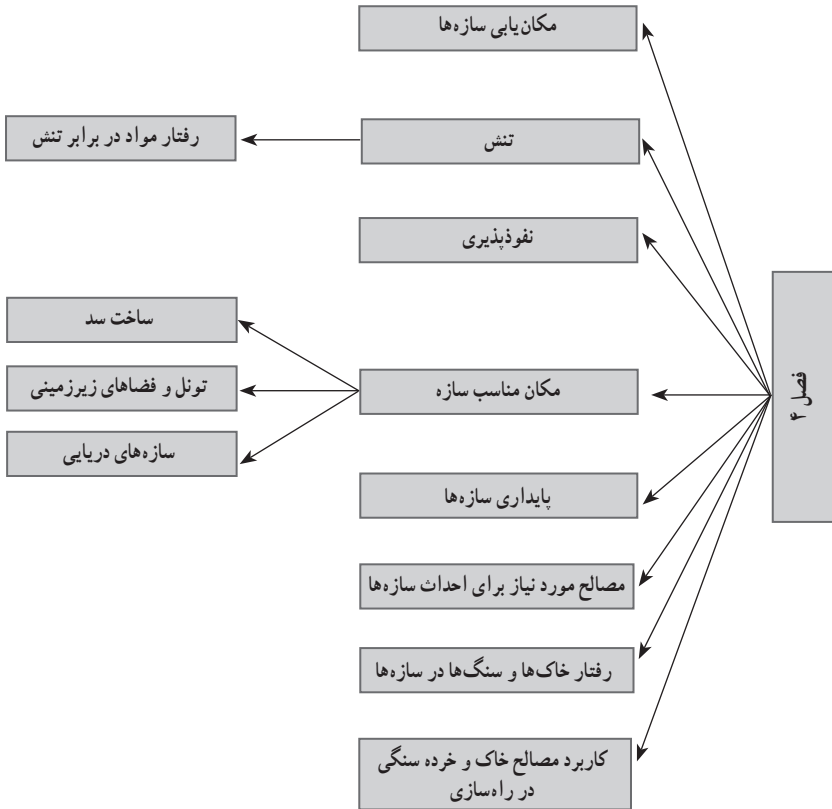 فصل ۴
مکان‌یابی سازه‌ها
تنش
رفتار مواد در برابر تنش
نفوذپذیری
مکان مناسب سازه
ساخت سد
تونل و فضاهای زیرزمینی
سازه‌های دریایی
پایداری سازه‌ها
مصالح مورد نیاز برای احداث سازه‌ها
رفتار خاک‌ها و سنگ‌ها در سازه‌ها
کاربرد مصالح خاک و خرده سنگی
در راه‌سازی